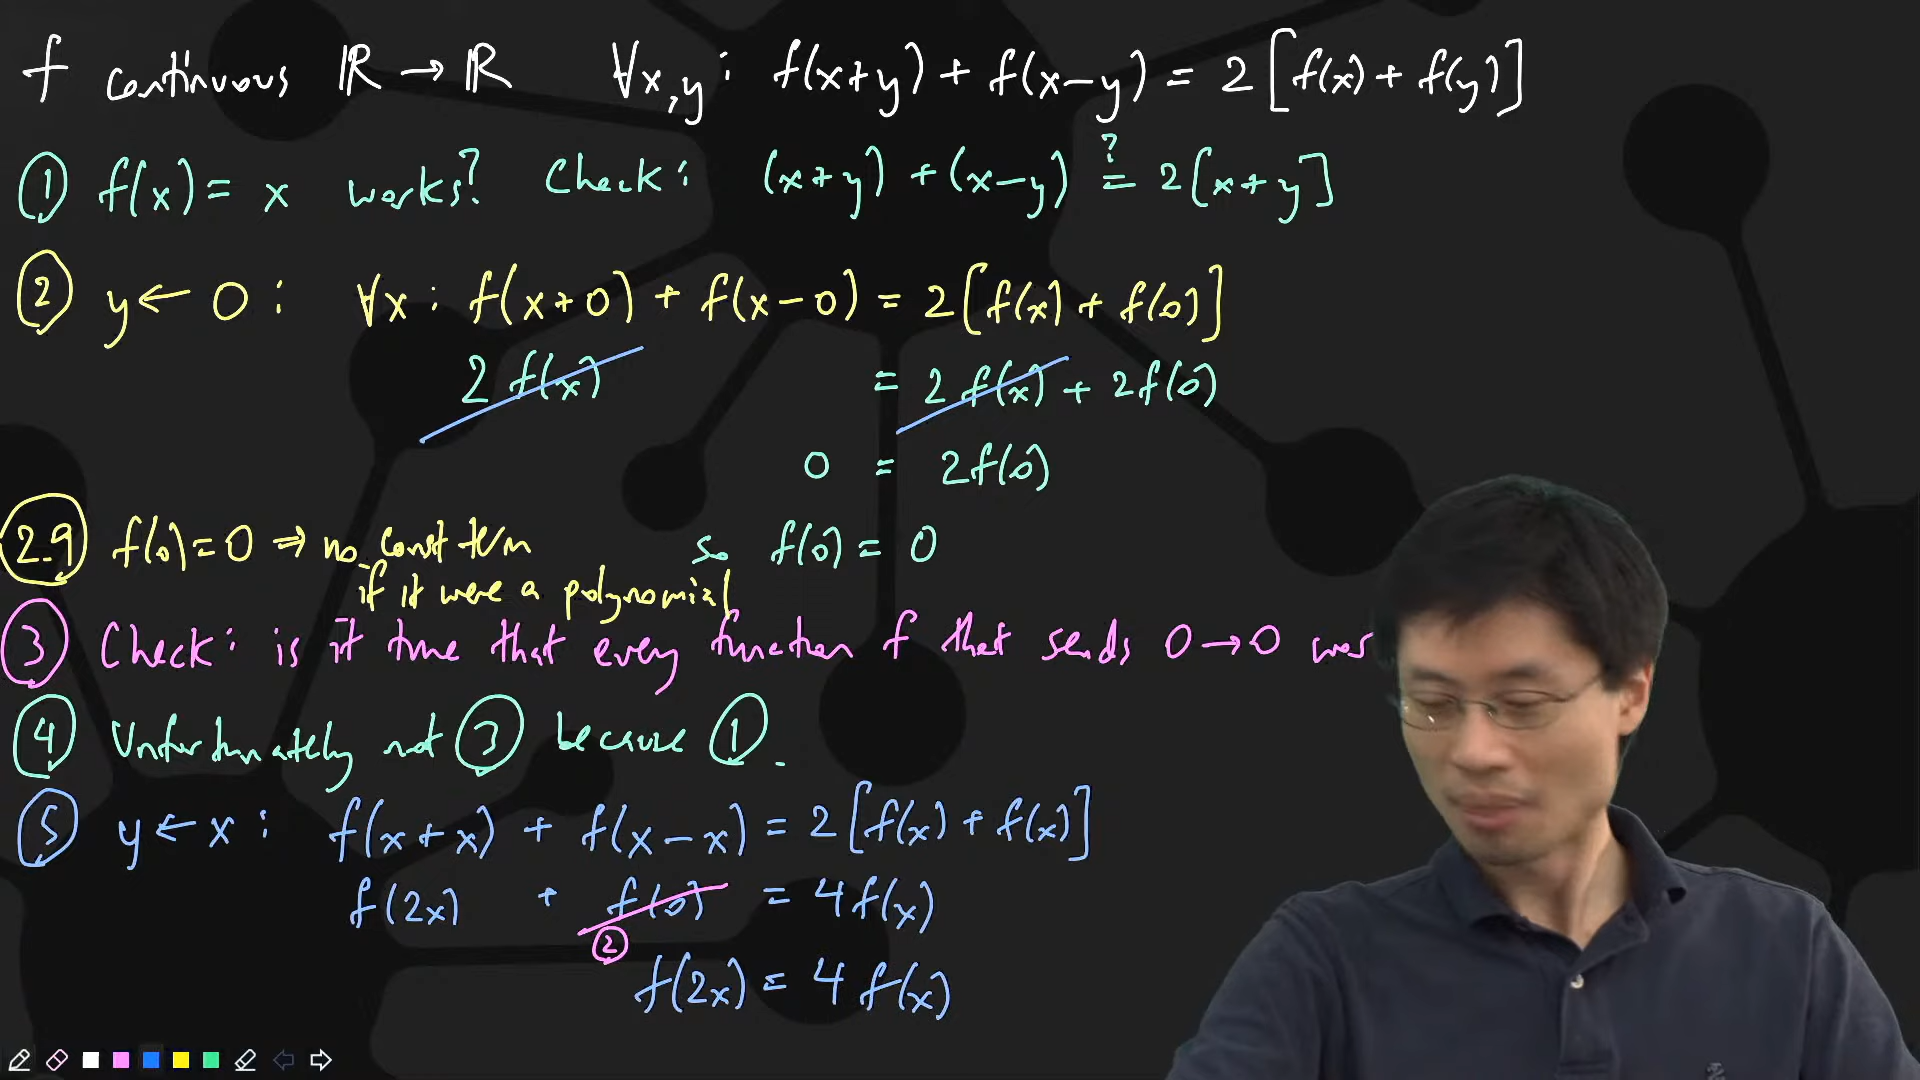 f continuous ℝ → ℝ ∀x,y: f(x+y) + f(x−y) = 2[f(x) + f(y)]
① f(x) = x works? Check: (x+y) + (x−y) ≟ 2[x+y]
② y ← 0: ∀x: f(x+0) + f(x−0) = 2[f(x) + f(0)]
2f(x) = 2f(x) + 2f(0)
0 = 2f(0)
2.9 f(0)=0 ⇒ no const term so f(0) = 0
if it were a polynomial
③ Check: is it true that every function f that sends 0→0 wor
④ Unfortunately not ③ because ①.
⑤ y ← x: f(x+x) + f(x−x) = 2[f(x) + f(x)]
f(2x) + f(0) = 4f(x)
②
f(2x) = 4f(x)